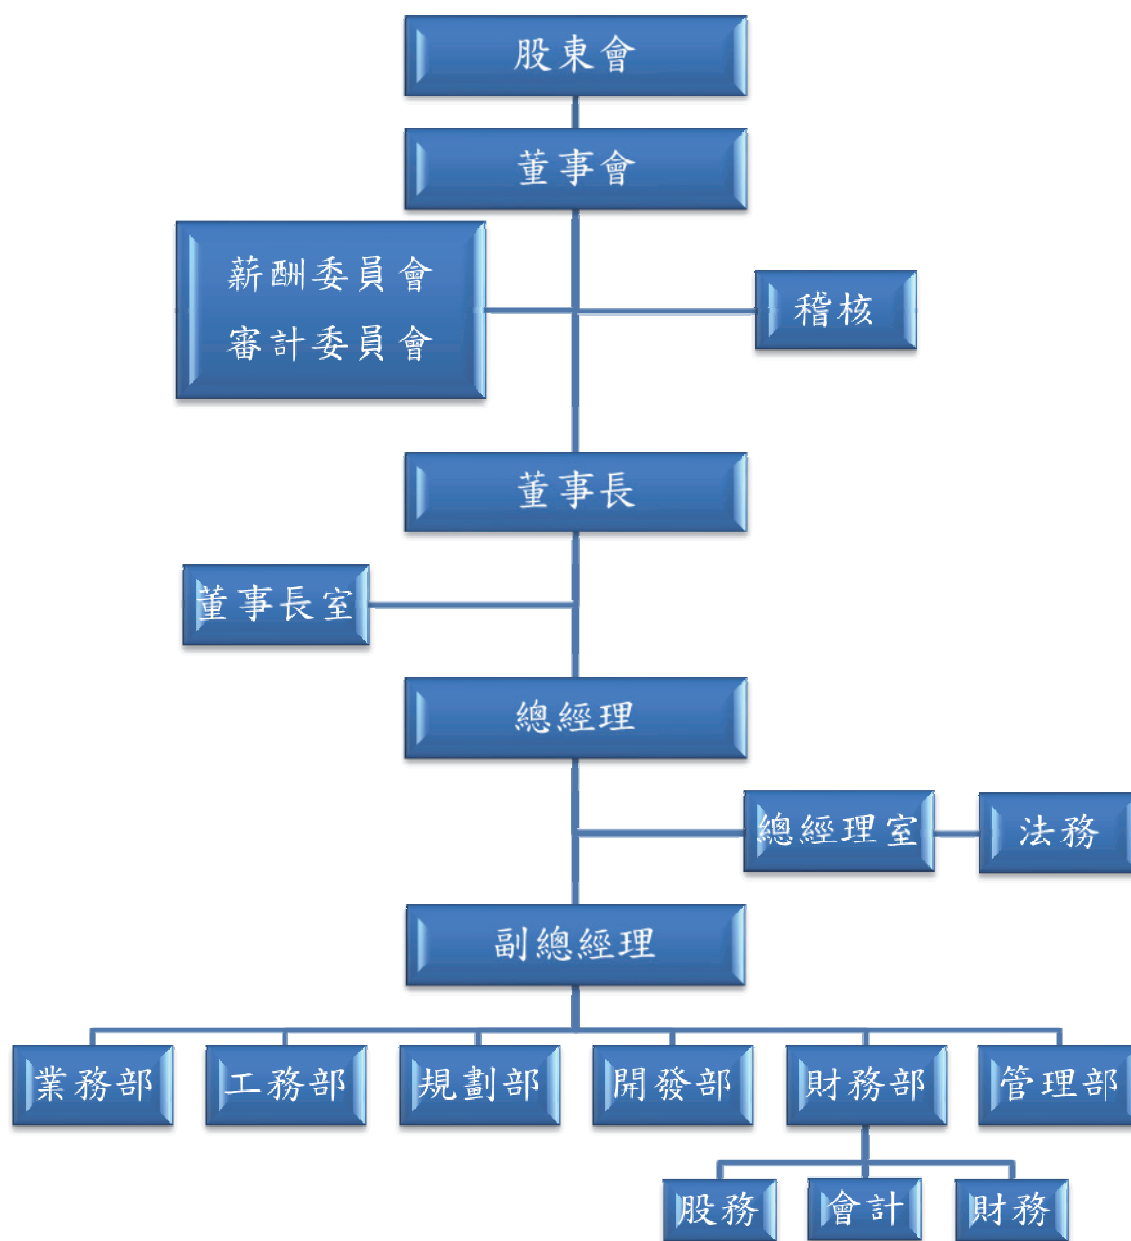 股東會
董事會
薪酬委員會
審計委員會
稽核
董事長
董事長室
總經理
總經理室
法務
副總經理
業務部
工務部
規劃部
開發部
財務部
管理部
股務
會計
財務